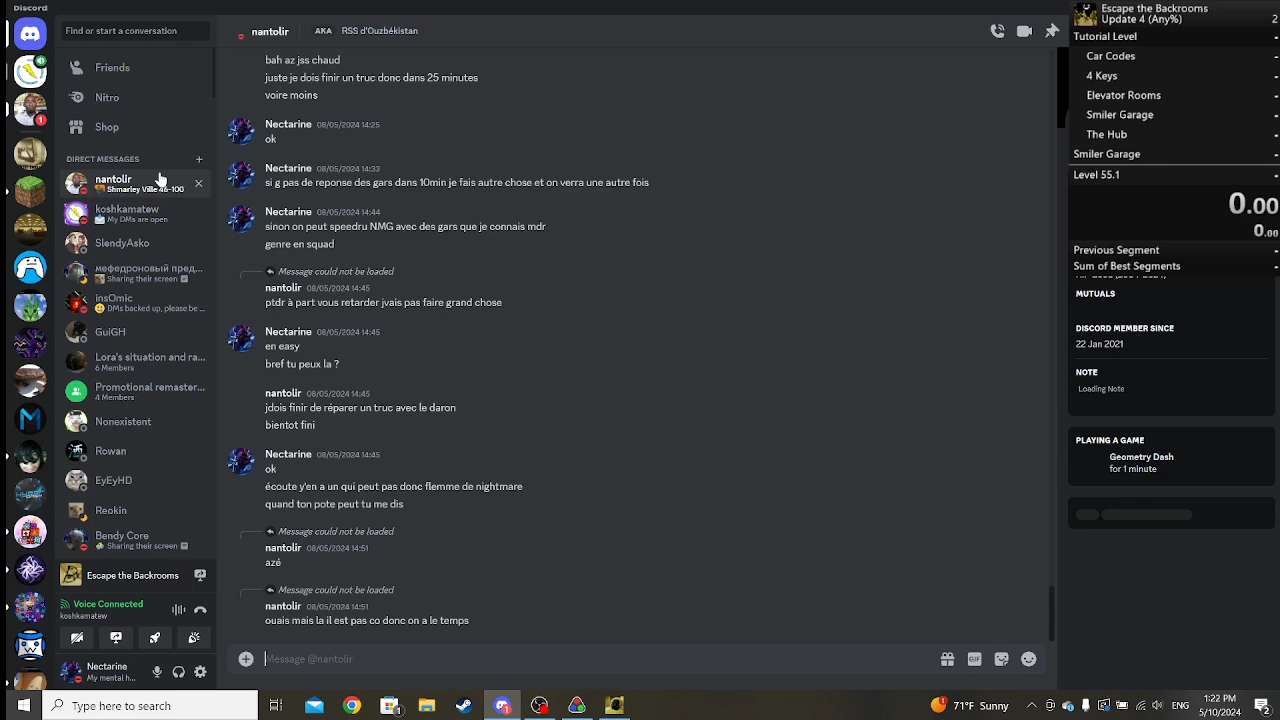 Discord
Find or start a conversation
Friends
Nitro
Shop
DIRECT MESSAGES
nantolir
Shmarley Ville 46-100
koshkamatew
My DMs are open
SlendyAsko
мефедроновый пред...
Sharing their screen
insOmic
DMs backed up, please be ...
GuiGH
Lora's situation and ra...
6 Members
Promotional remaster...
4 Members
Nonexistent
Rowan
EyEyHD
Reokin
Bendy Core
Sharing their screen
Escape the Backrooms
Voice Connected
koshkamatew
Nectarine
My mental h...
nantolir AKA RSS d'Ouzbékistan
bah az jss chaud
juste je dois finir un truc donc dans 25 minutes
voire moins
Nectarine 08/05/2024 14:25
ok
Nectarine 08/05/2024 14:33
si g pas de reponse des gars dans 10min je fais autre chose et on verra une autre fois
Nectarine 08/05/2024 14:44
sinon on peut speedru NMG avec des gars que je connais mdr
genre en squad
Message could not be loaded
nantolir 08/05/2024 14:45
ptdr à part vous retarder jvais pas faire grand chose
Nectarine 08/05/2024 14:45
en easy
bref tu peux la ?
nantolir 08/05/2024 14:45
jdois finir de réparer un truc avec le daron
bientot fini
Nectarine 08/05/2024 14:45
ok
écoute y'en a un qui peut pas donc flemme de nightmare
quand ton pote peut tu me dis
Message could not be loaded
nantolir 08/05/2024 14:51
azé
Message could not be loaded
nantolir 08/05/2024 14:51
ouais mais la il est pas co donc on a le temps
Message @nantolir
GIF
Escape the Backrooms
Update 4 (Any%) 2
Tutorial Level -
Car Codes -
4 Keys -
Elevator Rooms -
Smiler Garage -
The Hub -
Smiler Garage -
Level 55.1 -
0.00
0.00
Previous Segment -
Sum of Best Segments -
MUTUALS
DISCORD MEMBER SINCE
22 Jan 2021
NOTE
Loading Note
PLAYING A GAME
Geometry Dash
for 1 minute
Type here to search
71°F Sunny
1:22 PM
5/10/2024